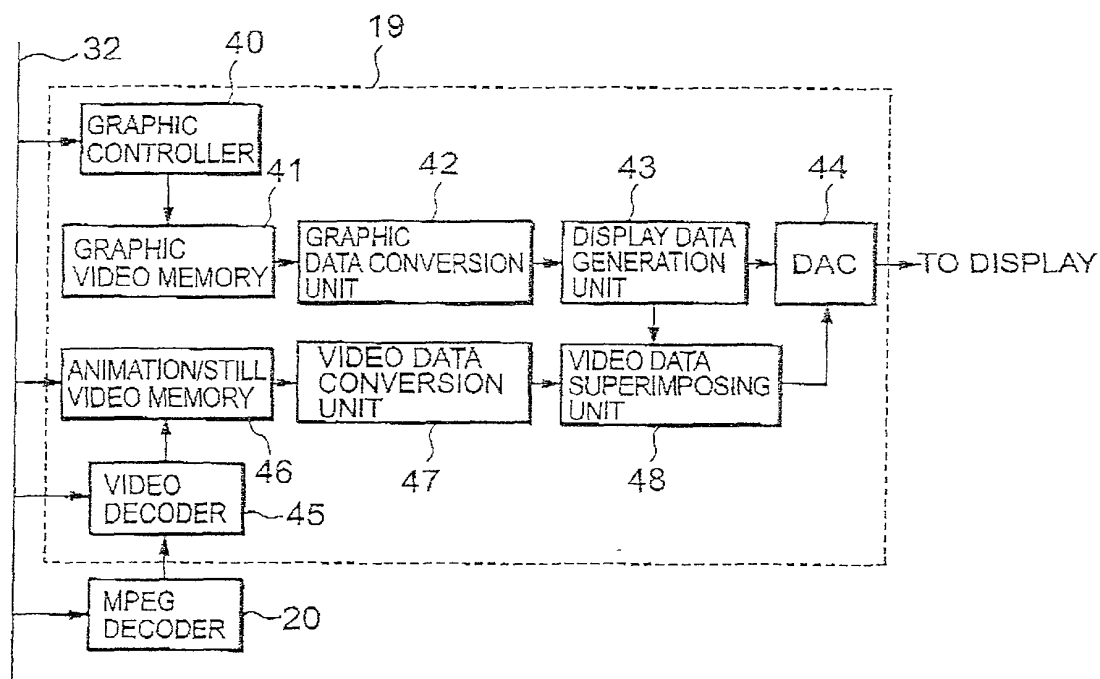 32
40
19
GRAPHIC
CONTROLLER
41
42
43
44
GRAPHIC
VIDEO MEMORY
GRAPHIC
DATA CONVERSION
UNIT
DISPLAY DATA
GENERATION
UNIT
DAC
TO DISPLAY
ANIMATION/STILL
VIDEO MEMORY
VIDEO DATA
CONVERSION
UNIT
VIDEO DATA
SUPERIMPOSING
UNIT
46
47
48
VIDEO
DECODER
45
MPEG
DECODER
20